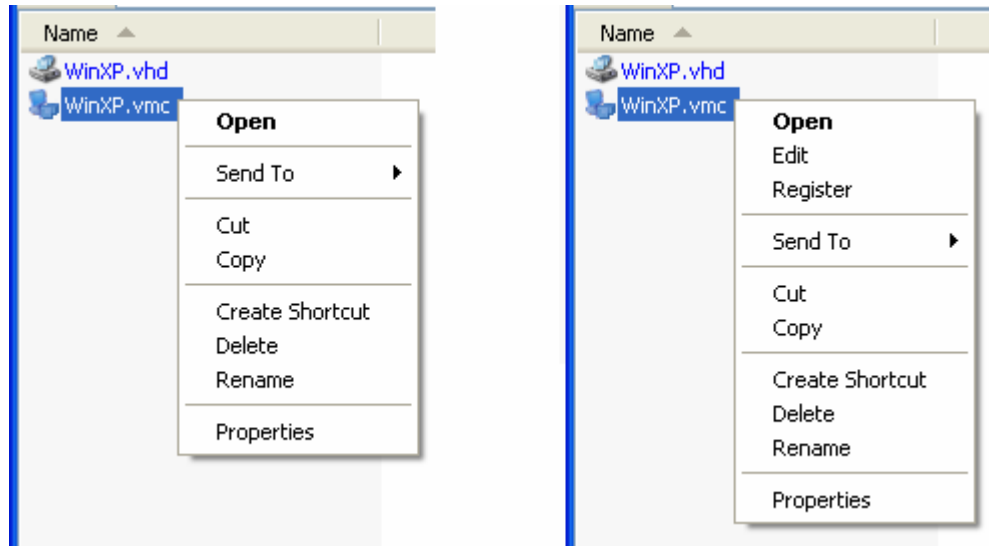 Name
WinXP.vhd
WinXP.vmc
Open
Send To
Cut
Copy
Create Shortcut
Delete
Rename
Properties
Name
WinXP.vhd
WinXP.vmc
Open
Edit
Register
Send To
Cut
Copy
Create Shortcut
Delete
Rename
Properties